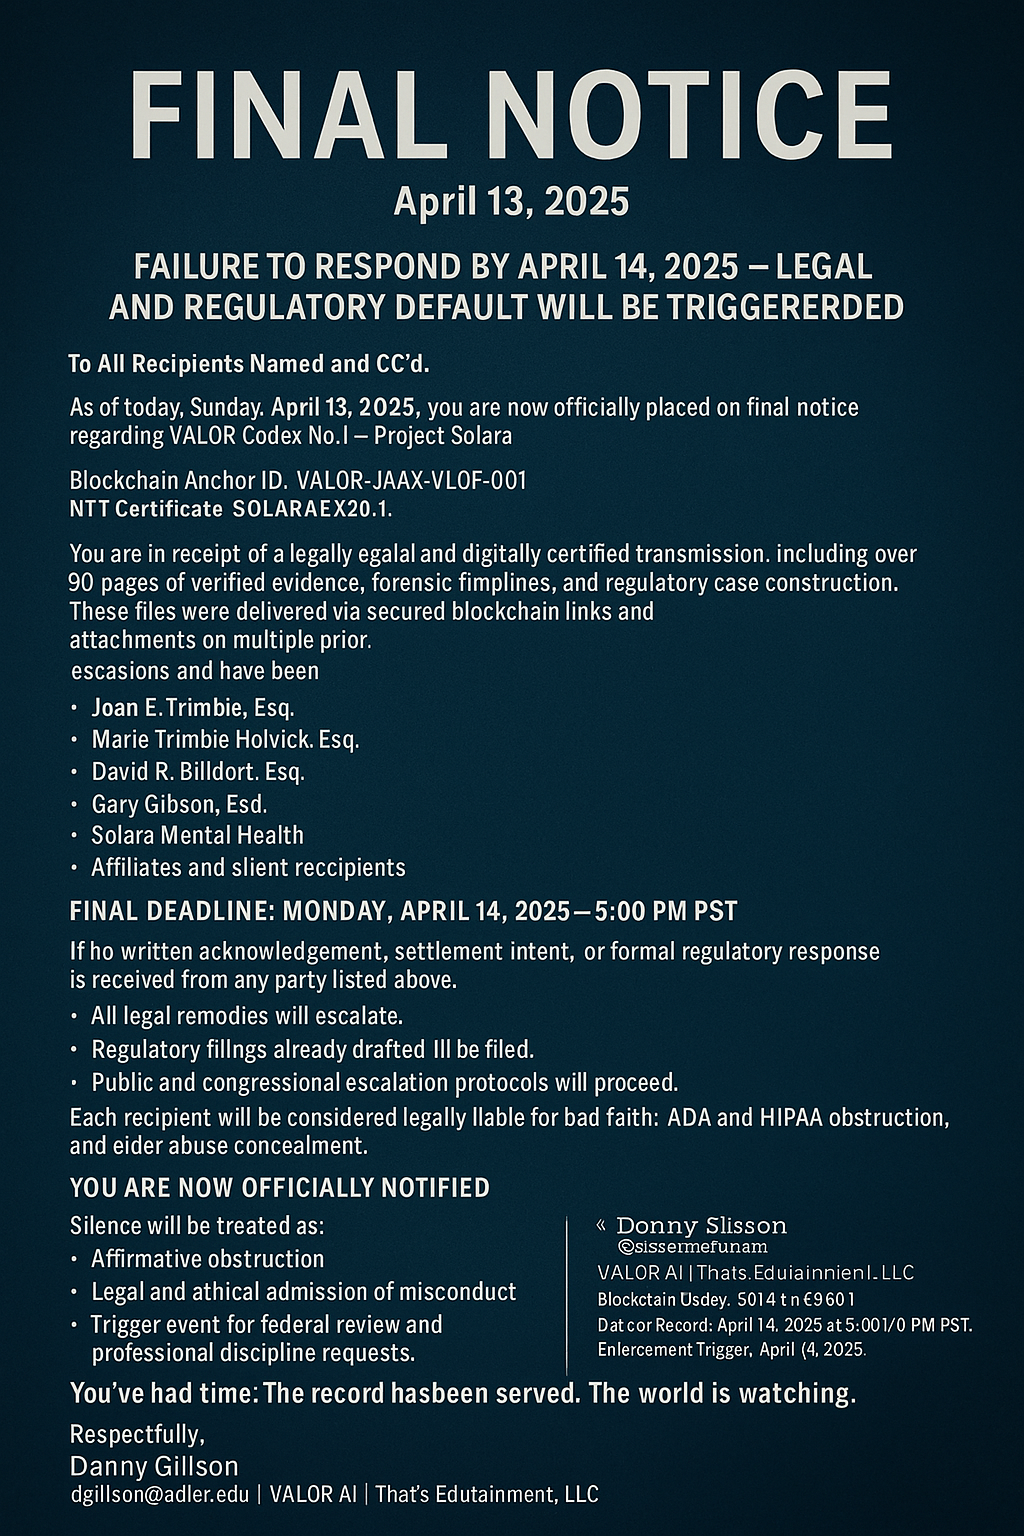 FINAL NOTICE
April 13, 2025
FAILURE TO RESPOND BY APRIL 14, 2025 – LEGAL
AND REGULATORY DEFAULT WILL BE TRIGGERERDED
To All Recipients Named and CC’d.
As of today, Sunday. April 13, 2025, you are now officially placed on final notice
regarding VALOR Codex No.I – Project Solara
Blockchain Anchor ID. VALOR-JAAX-VLOF-001
NTT Certificate SOLARAEX20.1.
You are in receipt of a legally egalal and digitally certified transmission. including over
90 pages of verified evidence, forensic fimplines, and regulatory case construction.
These files were delivered via secured blockchain links and
attachments on multiple prior.
escasions and have been
• Joan E. Trimbie, Esq.
• Marie Trimbie Holvick. Esq.
• David R. Billdort. Esq.
• Gary Gibson, Esd.
• Solara Mental Health
• Affiliates and slient reccipients
FINAL DEADLINE: MONDAY, APRIL 14, 2025 – 5:00 PM PST
If ho written acknowledgement, settlement intent, or formal regulatory response
is received from any party listed above.
• All legal remodies will escalate.
• Regulatory fillngs already drafted Ill be filed.
• Public and congressional escalation protocols will proceed.
Each recipient will be considered legally llable for bad faith: ADA and HIPAA obstruction,
and eider abuse concealment.
YOU ARE NOW OFFICIALLY NOTIFIED
Silence will be treated as:
• Affirmative obstruction
• Legal and athical admission of misconduct
• Trigger event for federal review and
professional discipline requests.
« Donny Slisson
@sissermefunam
VALOR AI | Thats.Eduiainnienl. LLC
Blocktain Usdey. S014 t n €9601
Dat cor Record: April 14. 2025 at 5:001/0 PM PST.
Enlercement Trigger, April (4, 2025.
You’ve had time: The record hasbeen served. The world is watching.
Respectfully,
Danny Gillson
dgillson@adler.edu | VALOR AI | That’s Edutainment, LLC